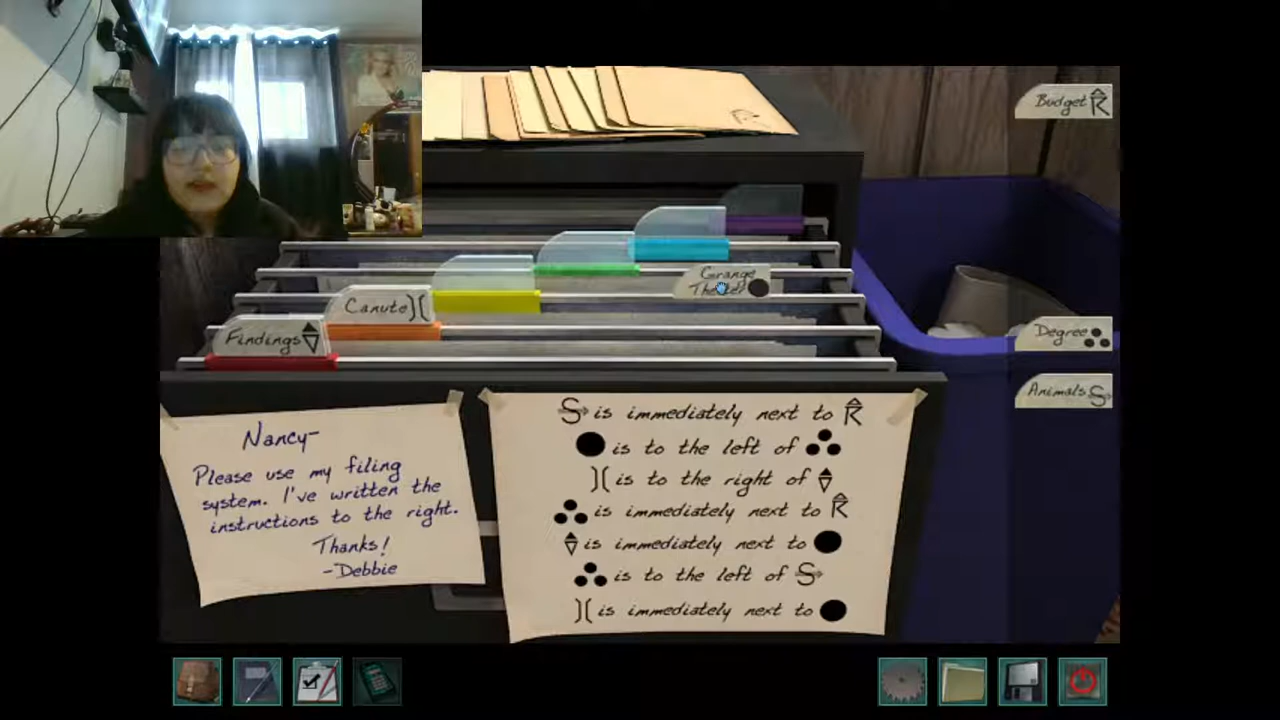 Budget
Grange
Theater
Canute
Findings
Degree
Animals
Nancy-
Please use my filing
system. I've written the
instructions to the right.
Thanks!
-Debbie
is immediately next to
is to the left of
is to the right of
is immediately next to
is immediately next to
is to the left of
is immediately next to